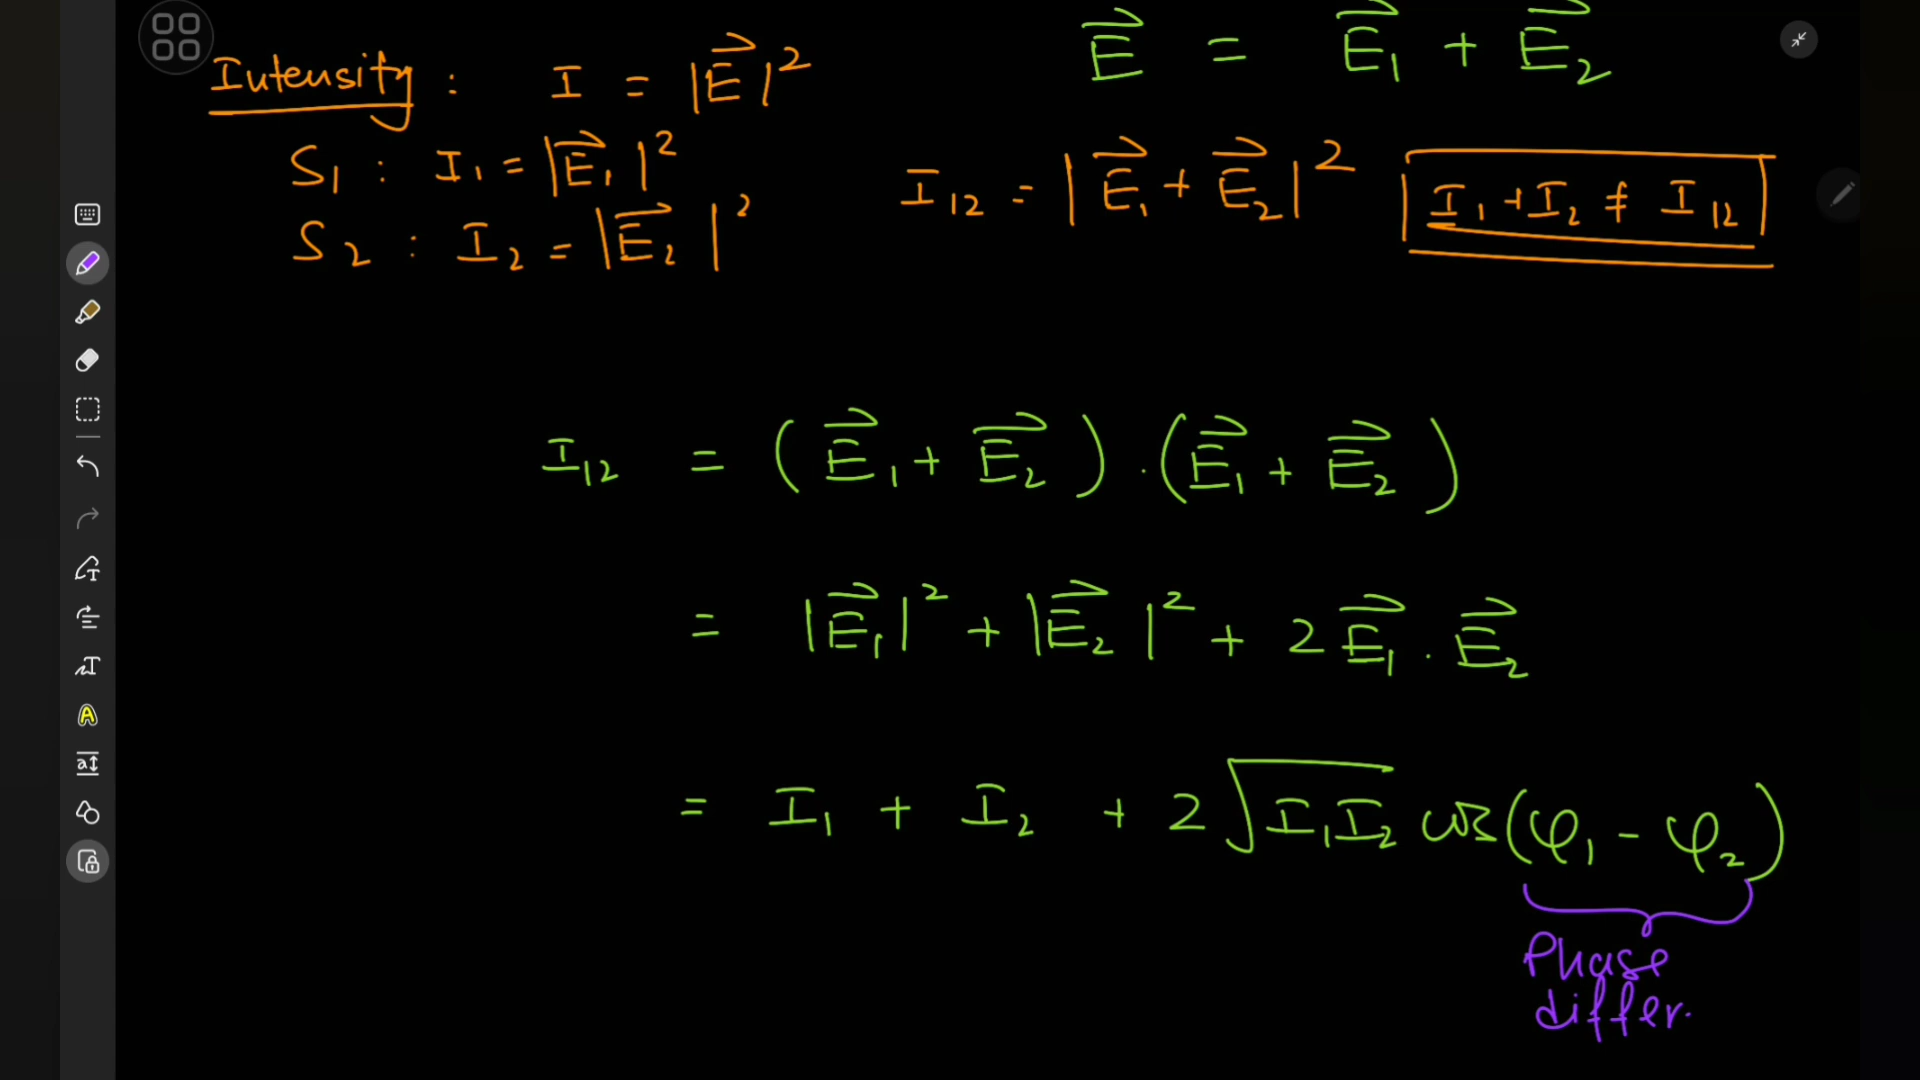 Intensity : I = |E⃗|²
E⃗ = E⃗₁ + E⃗₂
S₁ : I₁ = |E⃗₁|²
S₂ : I₂ = |E⃗₂|²
I₁₂ = |E⃗₁ + E⃗₂|²
I₁ + I₂ ≠ I₁₂
I₁₂ = (E⃗₁ + E⃗₂) · (E⃗₁ + E⃗₂)
= |E⃗₁|² + |E⃗₂|² + 2 E⃗₁ · E⃗₂
= I₁ + I₂ + 2 √(I₁I₂) cos(φ₁ - φ₂)
Phase
differ.